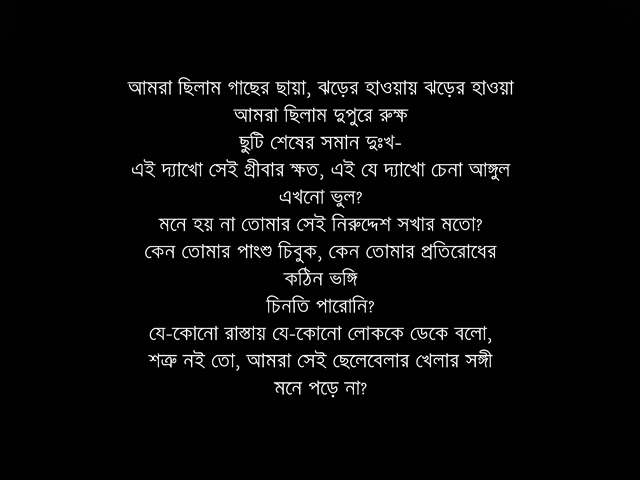 আমরা ছিলাম গাছের ছায়া, ঝড়ের হাওয়ায় ঝড়ের হাওয়া
আমরা ছিলাম দুপুরে রুক্ষ
ছুটি শেষের সমান দুঃখ-
এই দ্যাখো সেই গ্রীবার ক্ষত, এই যে দ্যাখো চেনা আঙ্গুল
এখনো ভুল?
মনে হয় না তোমার সেই নিরুদ্দেশ সখার মতো?
কেন তোমার পাংশু চিবুক, কেন তোমার প্রতিরোধের
কঠিন ভঙ্গি
চিনতি পারোনি?
যে-কোনো রাস্তায় যে-কোনো লোককে ডেকে বলো,
শত্রু নই তো, আমরা সেই ছেলেবেলার খেলার সঙ্গী
মনে পড়ে না?